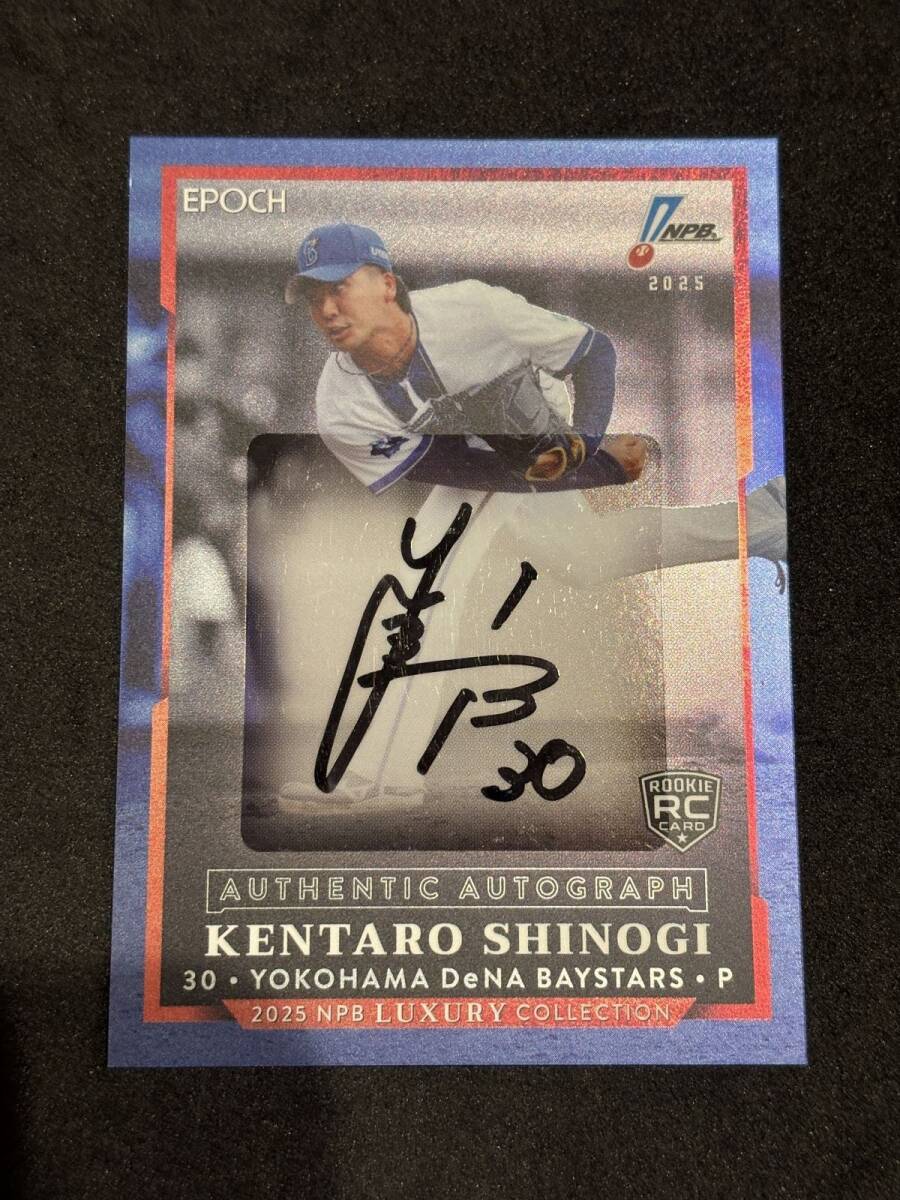 EPOCH
NPB
2025
B
30
ROOKIE
RC
CARD
AUTHENTIC AUTOGRAPH
KENTARO SHINOGI
30 • YOKOHAMA DeNA BAYSTARS • P
2025 NPB LUXURY COLLECTION